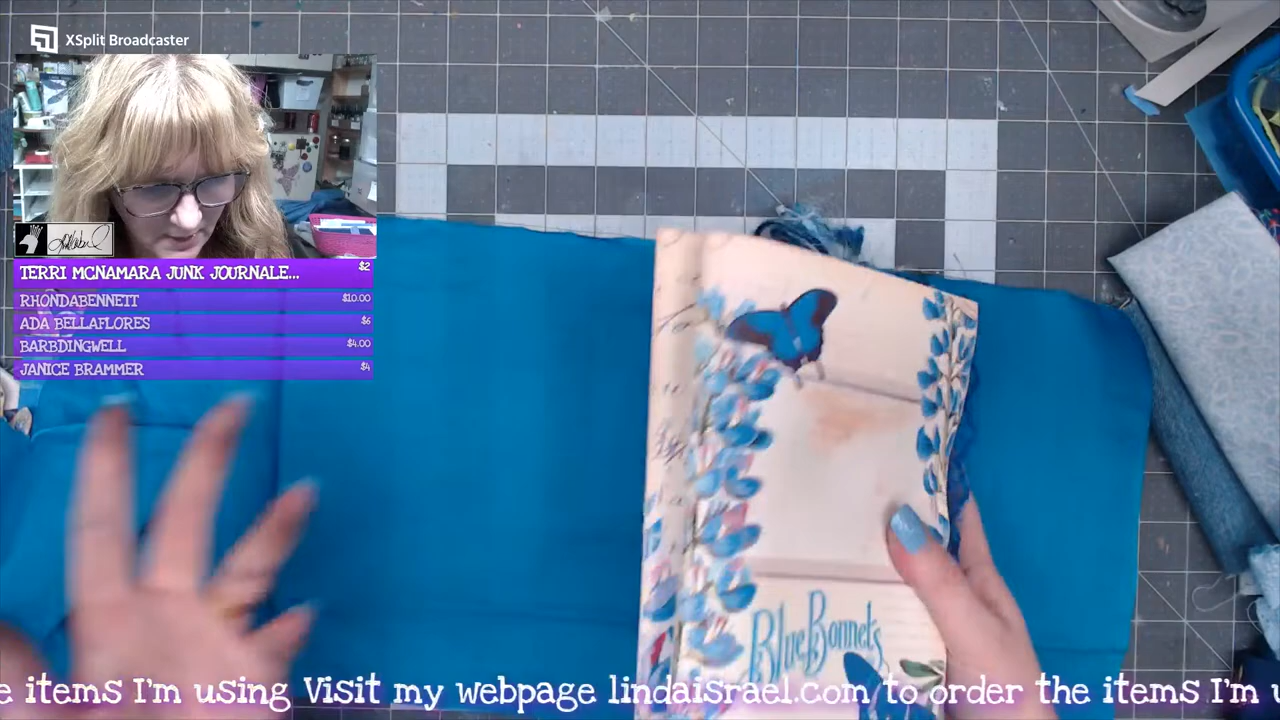 XSplit Broadcaster
TERRI MCNAMARA JUNK JOURNALE... $2
RHONDABENNETT $10.00
ADA BELLAFLORES $6
BARBDINGWELL $4.00
JANICE BRAMMER $4
Blue Bonnets
e items I'm using Visit my webpage lindaisrael.com to order the items I'm u